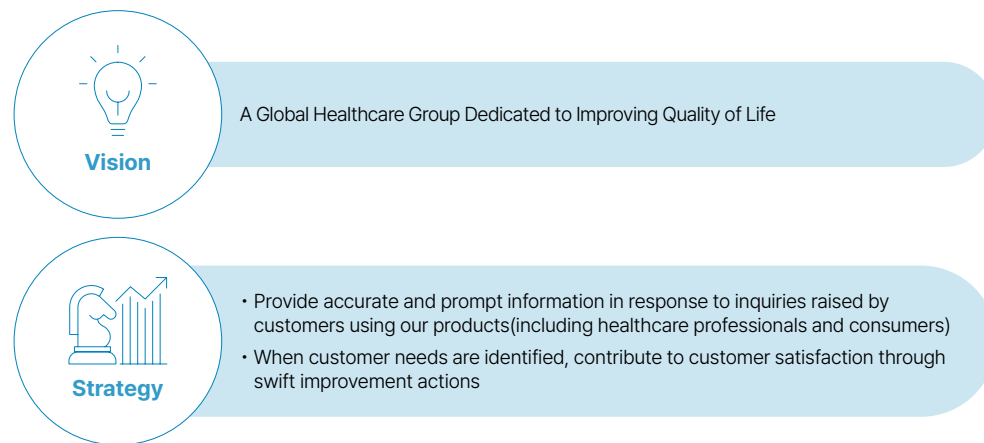 Vision
A Global Healthcare Group Dedicated to Improving Quality of Life
Strategy
• Provide accurate and prompt information in response to inquiries raised by
customers using our products(including healthcare professionals and consumers)
• When customer needs are identified, contribute to customer satisfaction through
swift improvement actions